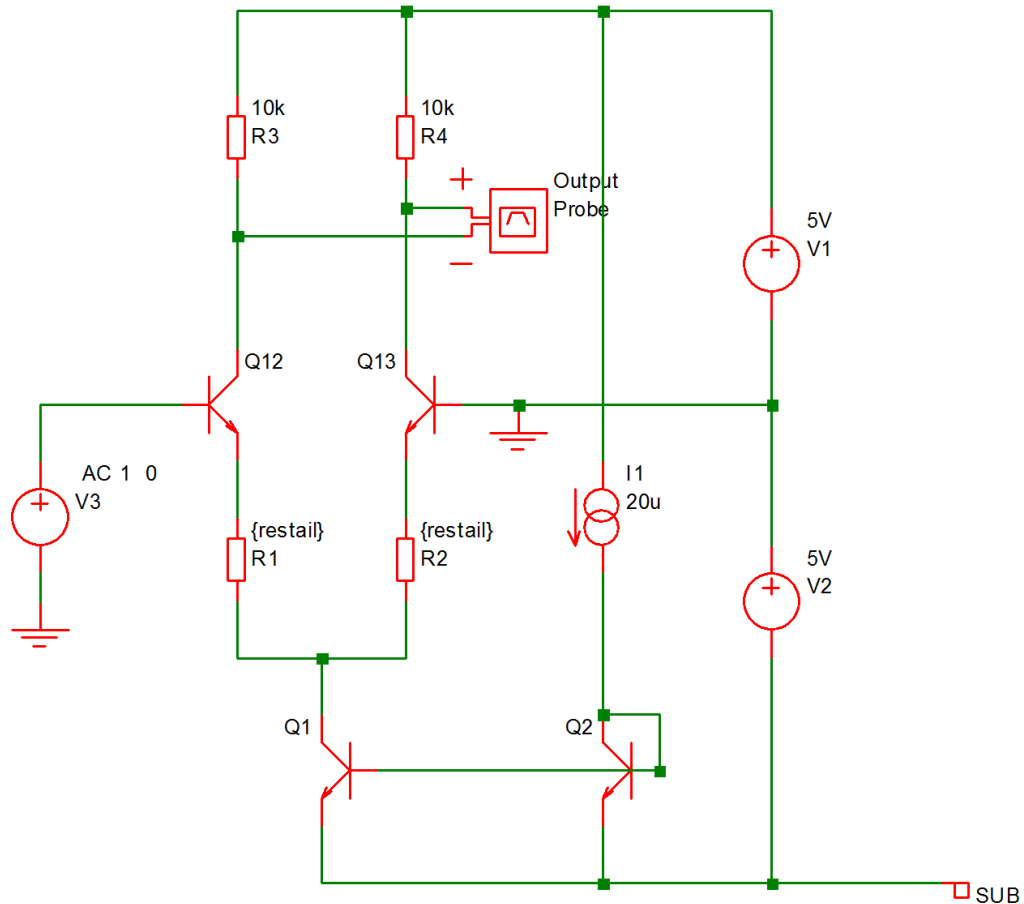 10k
R3
10k
R4
+
Output
Probe
—
5V
V1
Q12
Q13
AC 1 0
V3
I1
20u
{restail}
R1
{restail}
R2
5V
V2
Q1
Q2
SUB